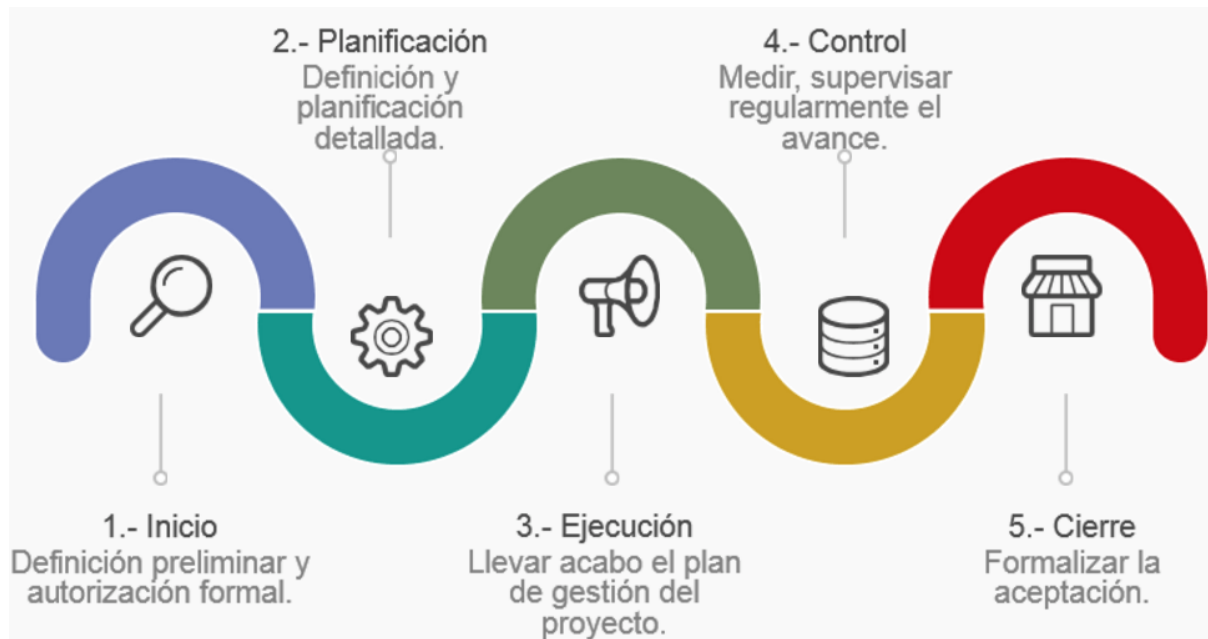 2.- Planificación
Definición y
planificación
detallada.
4.- Control
Medir, supervisar
regularmente el
avance.
1.- Inicio
Definición preliminar y
autorización formal.
3.- Ejecución
Llevar acabo el plan
de gestión del
proyecto.
5.- Cierre
Formalizar la
aceptación.